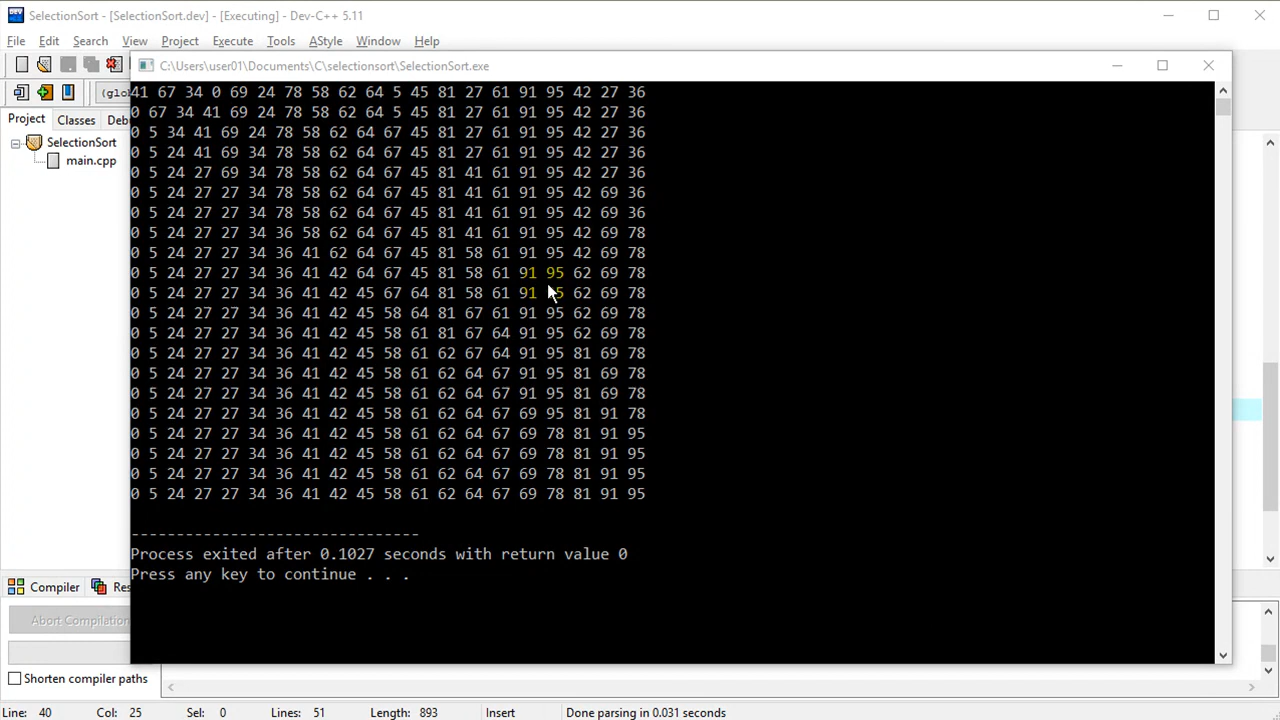 SelectionSort - [SelectionSort.dev] - [Executing] - Dev-C++ 5.11
File Edit Search View Project Execute Tools AStyle Window Help
C:\Users\user01\Documents\C\selectionsort\SelectionSort.exe
(glo
Project Classes Deb
SelectionSort
main.cpp
41 67 34 0 69 24 78 58 62 64 5 45 81 27 61 91 95 42 27 36
0 67 34 41 69 24 78 58 62 64 5 45 81 27 61 91 95 42 27 36
0 5 34 41 69 24 78 58 62 64 67 45 81 27 61 91 95 42 27 36
0 5 24 41 69 34 78 58 62 64 67 45 81 27 61 91 95 42 27 36
0 5 24 27 69 34 78 58 62 64 67 45 81 41 61 91 95 42 27 36
0 5 24 27 27 34 78 58 62 64 67 45 81 41 61 91 95 42 69 36
0 5 24 27 27 34 78 58 62 64 67 45 81 41 61 91 95 42 69 36
0 5 24 27 27 34 36 58 62 64 67 45 81 41 61 91 95 42 69 78
0 5 24 27 27 34 36 41 62 64 67 45 81 58 61 91 95 42 69 78
0 5 24 27 27 34 36 41 42 64 67 45 81 58 61 91 95 62 69 78
0 5 24 27 27 34 36 41 42 45 67 64 81 58 61 91 62 69 78
0 5 24 27 27 34 36 41 42 45 58 64 81 67 61 91 95 62 69 78
0 5 24 27 27 34 36 41 42 45 58 61 81 67 64 91 95 62 69 78
0 5 24 27 27 34 36 41 42 45 58 61 62 67 64 91 95 81 69 78
0 5 24 27 27 34 36 41 42 45 58 61 62 64 67 91 95 81 69 78
0 5 24 27 27 34 36 41 42 45 58 61 62 64 67 91 95 81 69 78
0 5 24 27 27 34 36 41 42 45 58 61 62 64 67 69 95 81 91 78
0 5 24 27 27 34 36 41 42 45 58 61 62 64 67 69 78 81 91 95
0 5 24 27 27 34 36 41 42 45 58 61 62 64 67 69 78 81 91 95
0 5 24 27 27 34 36 41 42 45 58 61 62 64 67 69 78 81 91 95
0 5 24 27 27 34 36 41 42 45 58 61 62 64 67 69 78 81 91 95
--------------------------------
Process exited after 0.1027 seconds with return value 0
Press any key to continue . . .
Compiler Res
Abort Compilation
Shorten compiler paths
Line: 40 Col: 25 Sel: 0 Lines: 51 Length: 893 Insert Done parsing in 0.031 seconds